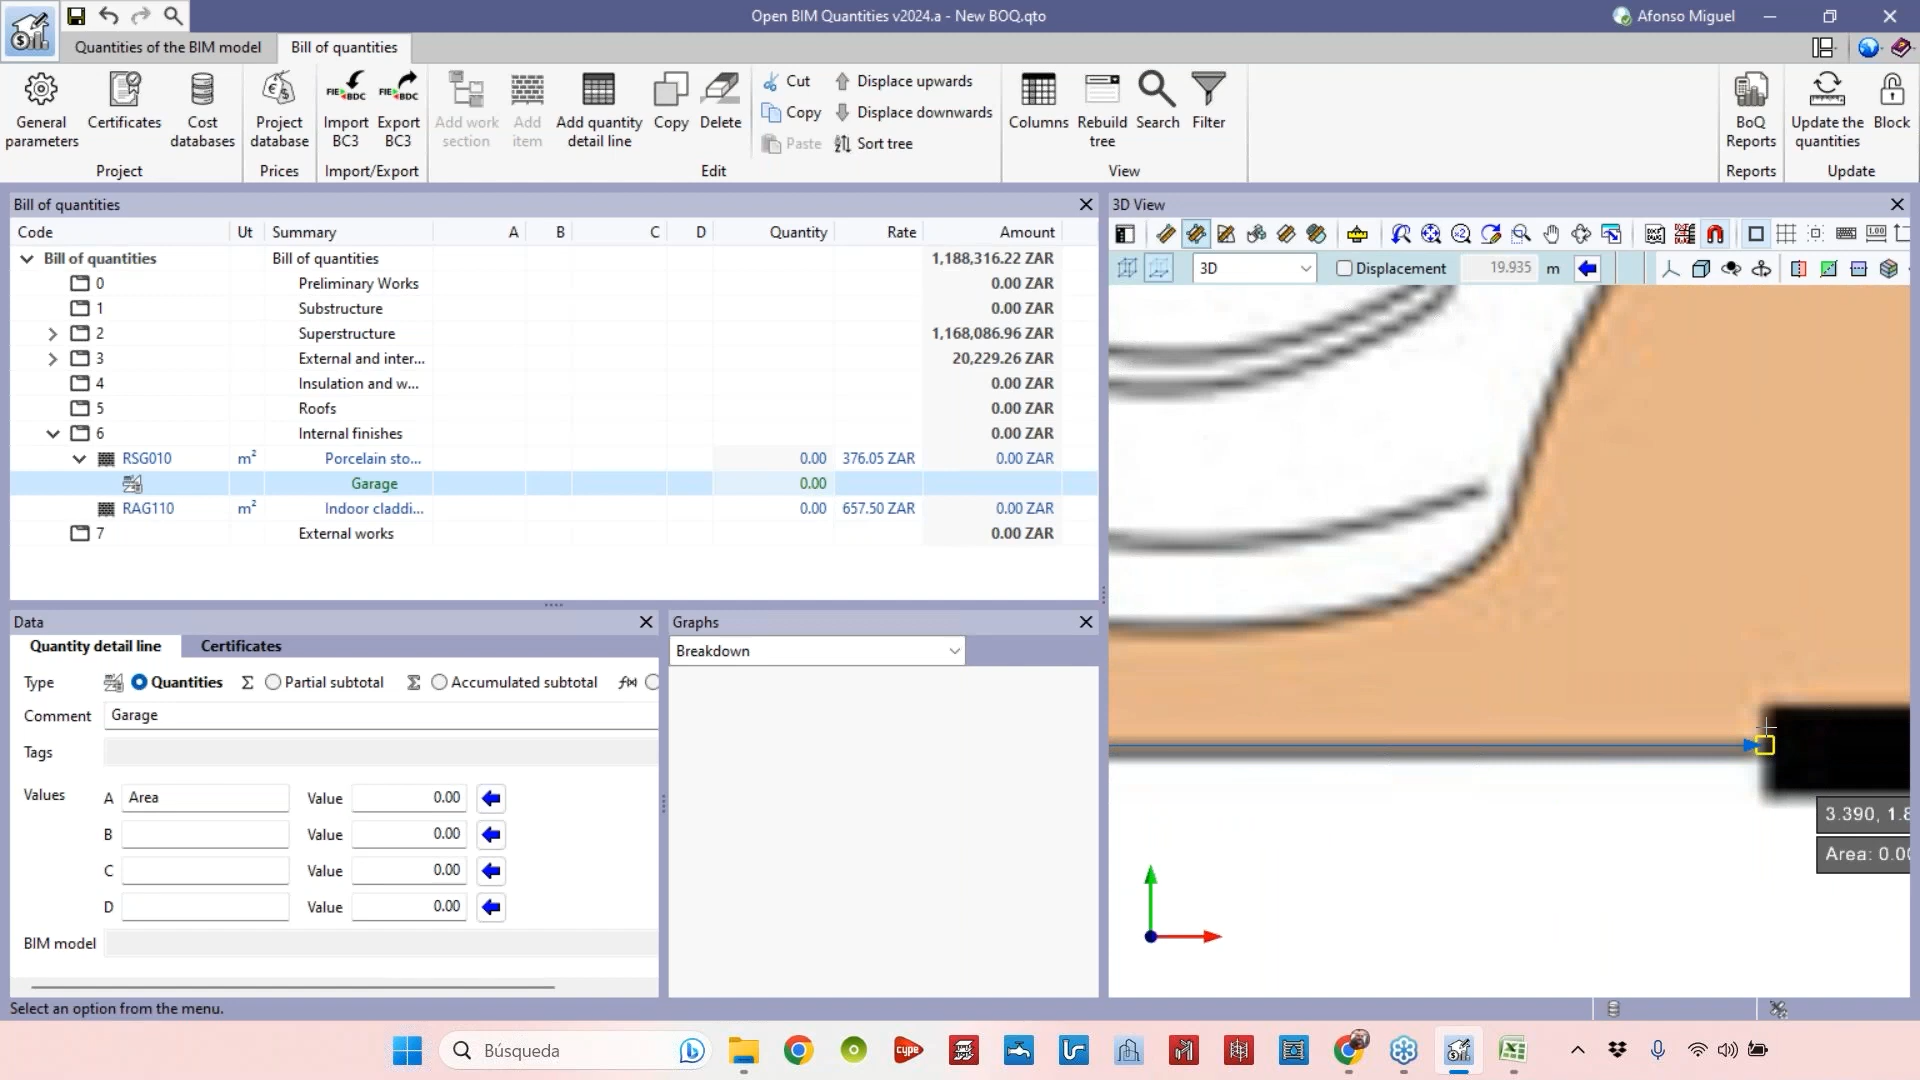 Open BIM Quantities v2024.a - New BOQ.qto
Afonso Miguel
Quantities of the BIM model
Bill of quantities
General parameters
Certificates
Cost databases
Project
Project database
Prices
Import BC3
Export BC3
Import/Export
Add work section
Add item
Add quantity detail line
Copy
Delete
Cut
Copy
Paste
Displace upwards
Displace downwards
Sort tree
Edit
Columns
Rebuild tree
Search
Filter
View
BoQ Reports
Reports
Update the quantities
Block
Update
Bill of quantities
Code Ut Summary A B C D Quantity Rate Amount
Bill of quantities Bill of quantities 1,188,316.22 ZAR
0 Preliminary Works 0.00 ZAR
1 Substructure 0.00 ZAR
2 Superstructure 1,168,086.96 ZAR
3 External and inter... 20,229.26 ZAR
4 Insulation and w... 0.00 ZAR
5 Roofs 0.00 ZAR
6 Internal finishes 0.00 ZAR
RSG010 m² Porcelain sto... 0.00 376.05 ZAR 0.00 ZAR
Garage 0.00
RAG110 m² Indoor claddi... 0.00 657.50 ZAR 0.00 ZAR
7 External works 0.00 ZAR
3D View
3D
Displacement 19.935 m
3.390, 1.8
Area: 0.00
Data
Quantity detail line Certificates
Type Quantities Σ Partial subtotal Σ Accumulated subtotal f(x)
Comment Garage
Tags
Values A Area Value 0.00
B Value 0.00
C Value 0.00
D Value 0.00
BIM model
Graphs
Breakdown
Select an option from the menu.
Búsqueda
cype